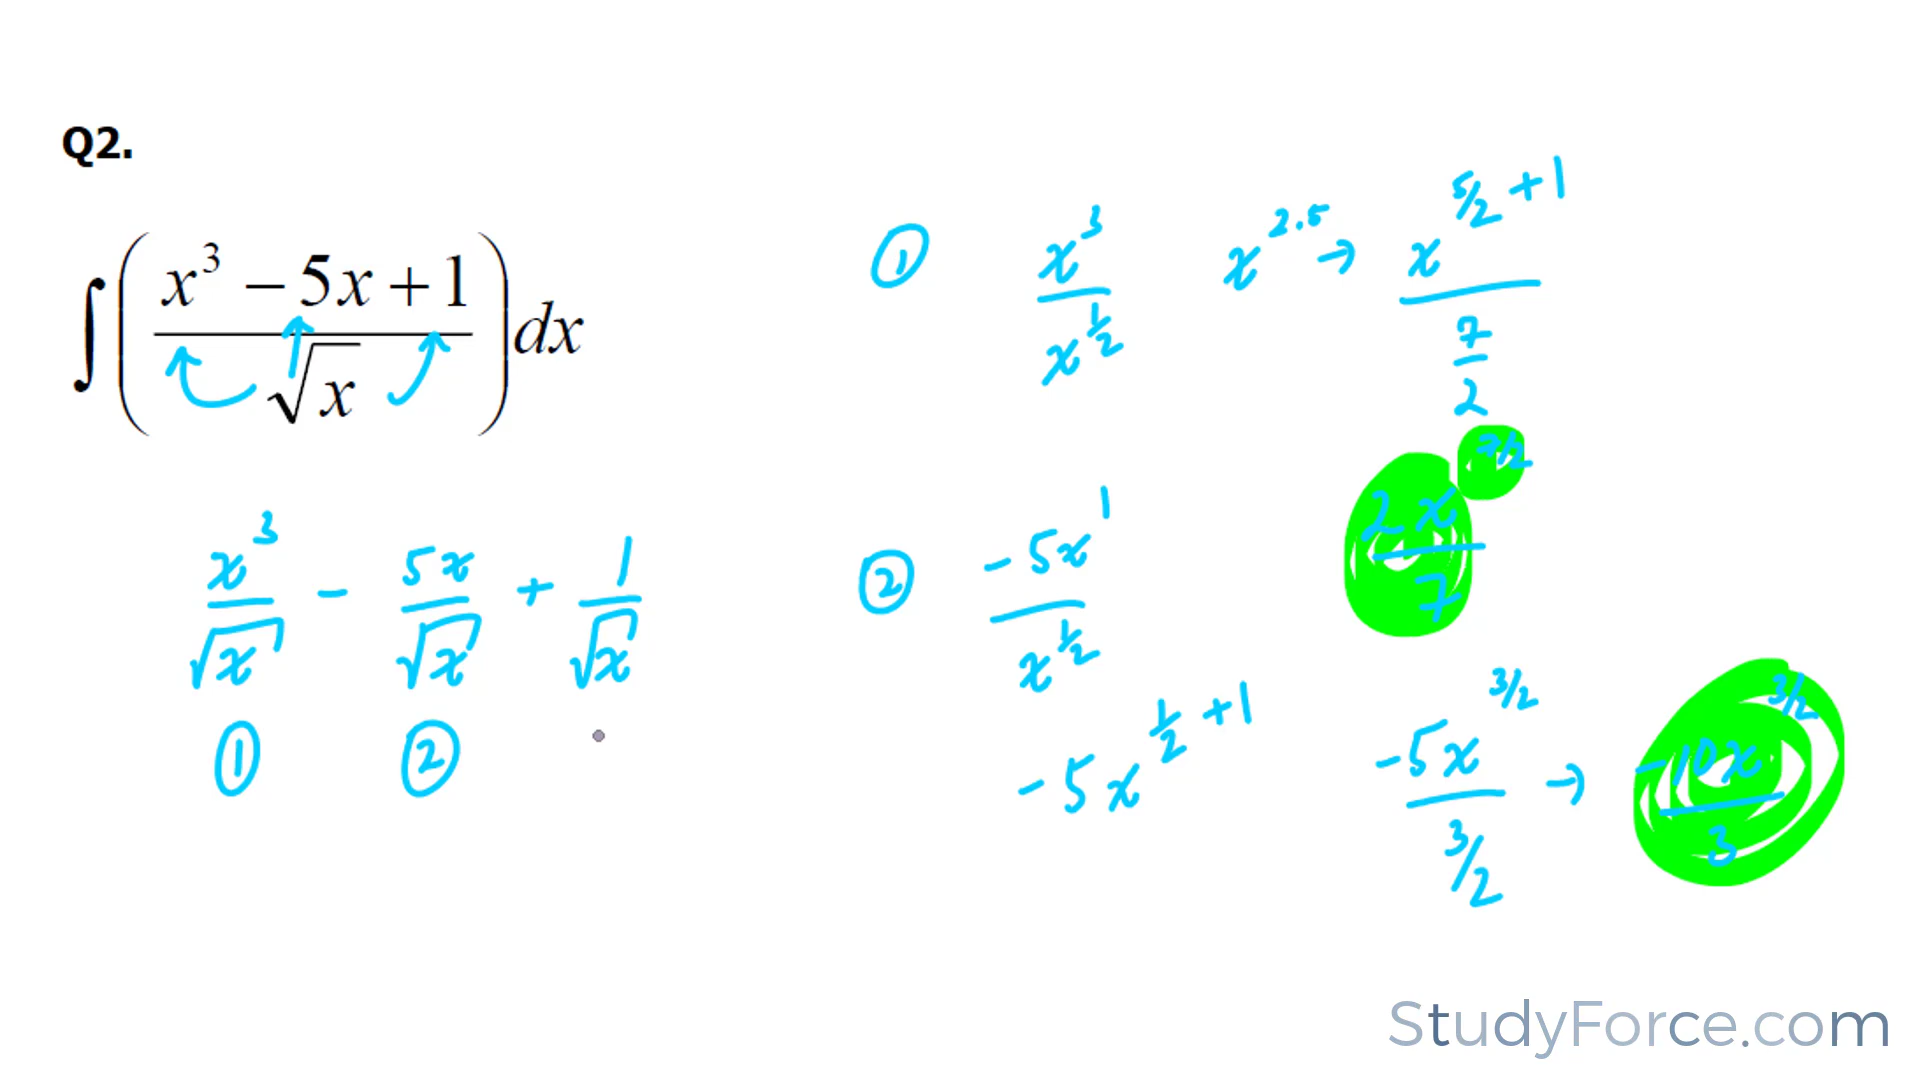 Q2.
∫((x³ − 5x + 1)/√x)dx
x³/√x − 5x/√x + 1/√x
① ②
① x³/x^(1/2) x^2.5 → x^(5/2 + 1)/(7/2)
2x^(7/2)/7
② −5x¹/x^(1/2)
−5x^(1/2 + 1) −5x^(3/2)/(3/2) → −10x^(3/2)/3
StudyForce.com